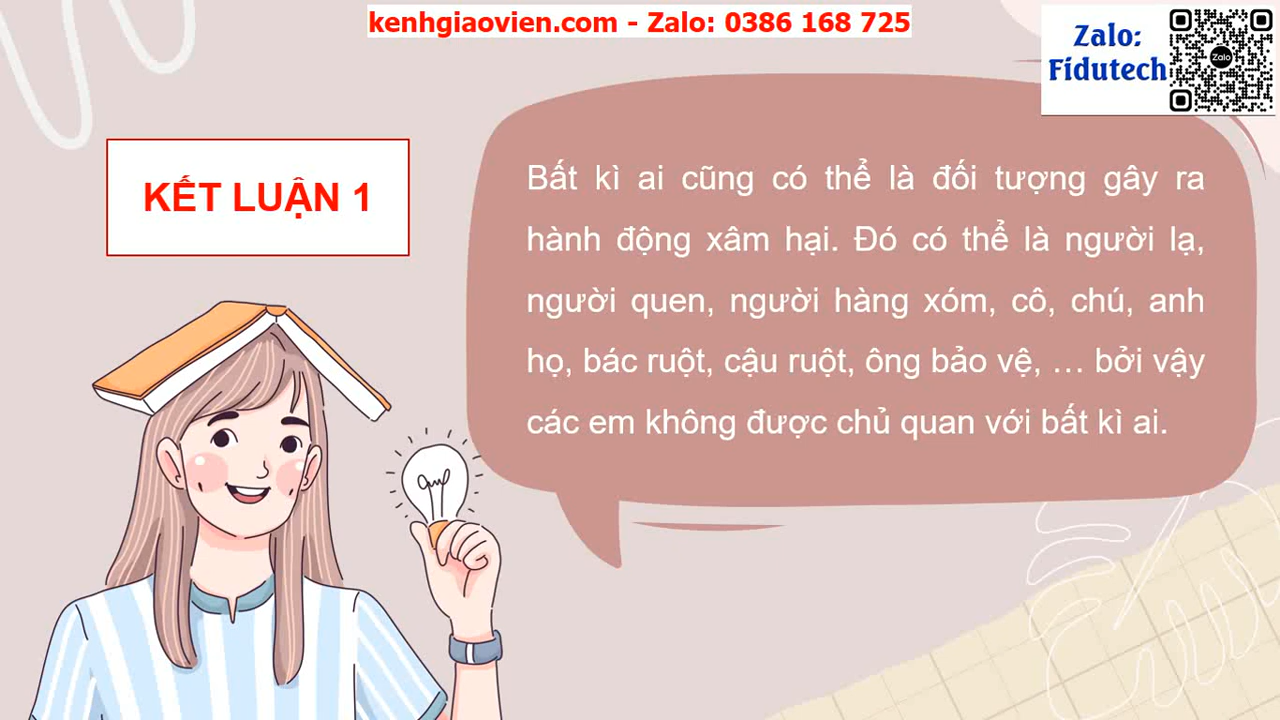 kenhgiaovien.com - Zalo: 0386 168 725
Zalo:
Fidutech
Zalo
KẾT LUẬN 1
Bất kì ai cũng có thể là đối tượng gây ra
hành động xâm hại. Đó có thể là người lạ,
người quen, người hàng xóm, cô, chú, anh
họ, bác ruột, cậu ruột, ông bảo vệ, … bởi vậy
các em không được chủ quan với bất kì ai.